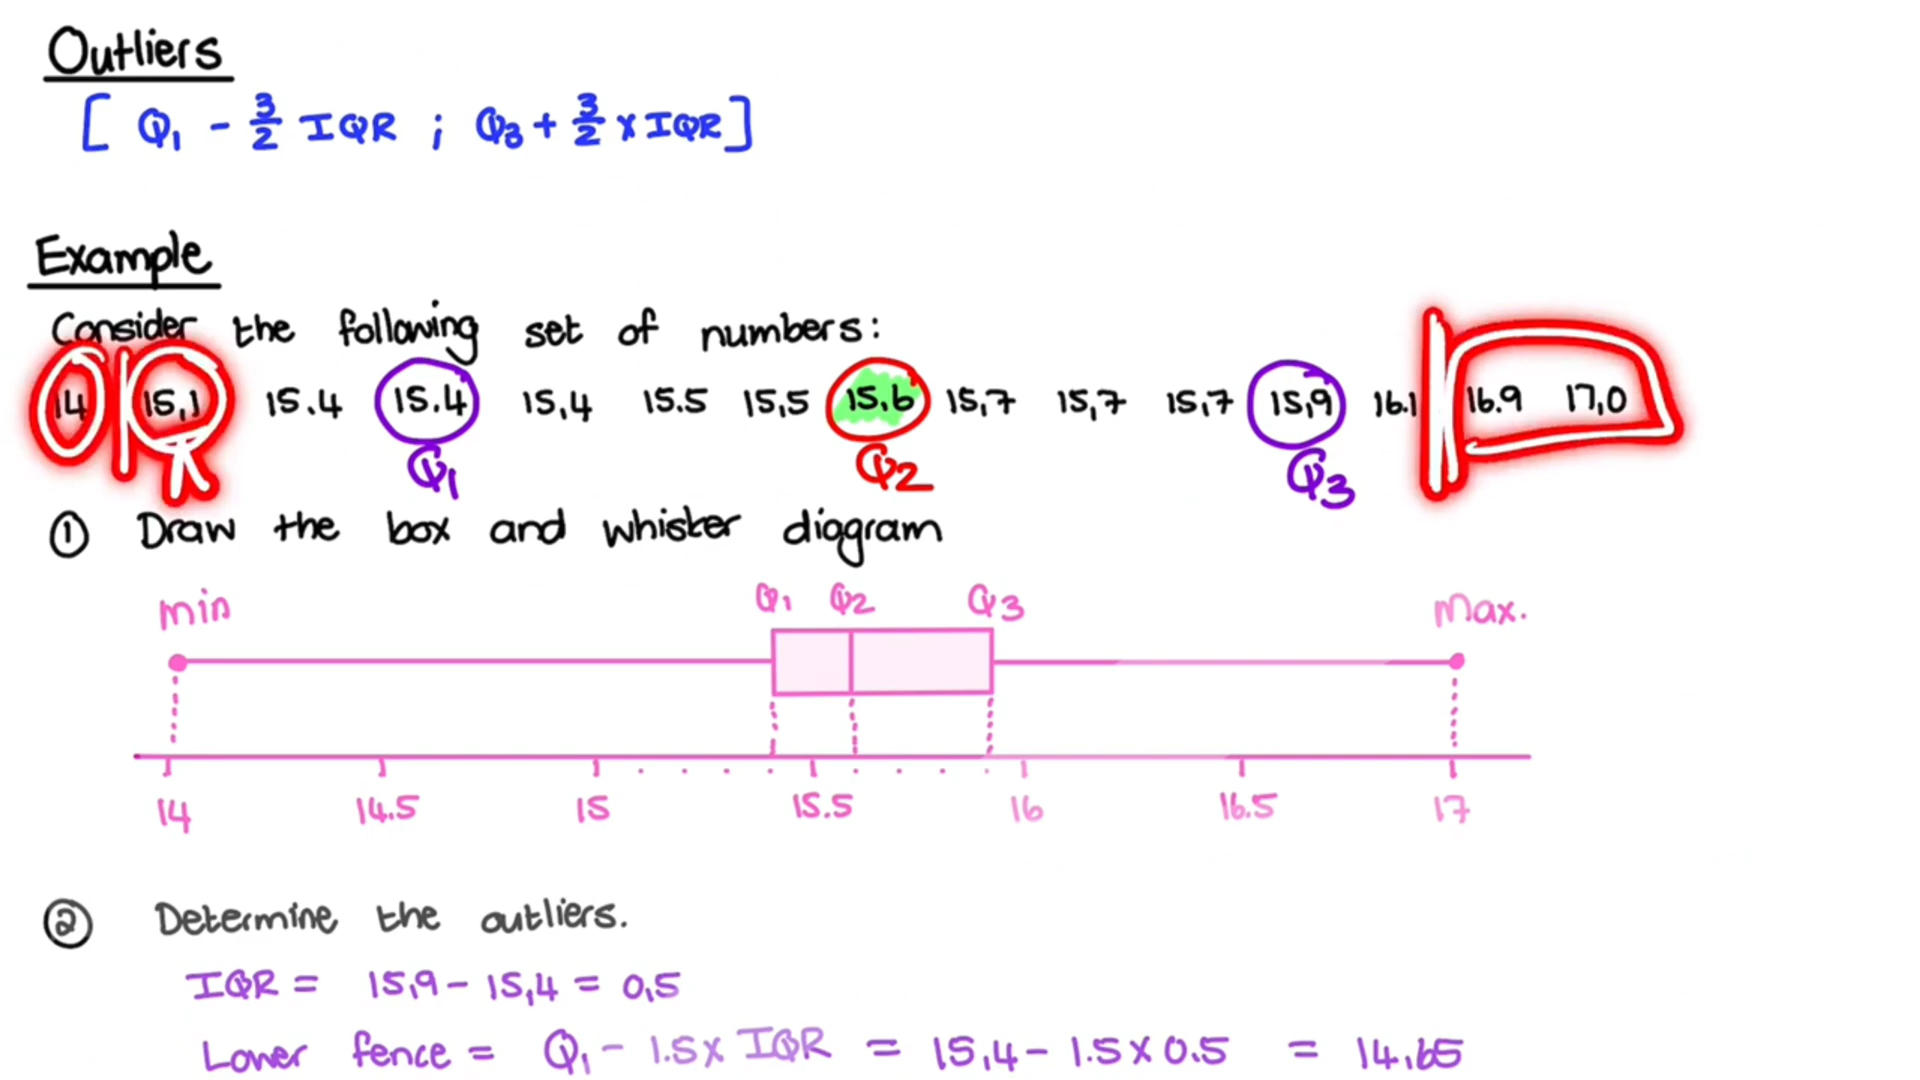 Outliers
[ Q1 - 3/2 IQR ; Q3 + 3/2 x IQR ]
Example
Consider the following set of numbers:
14 15,1 15.4 15.4 15,4 15.5 15,5 15.6 15,7 15,7 15,7 15,9 16.1 16.9 17,0
Q1 Q2 Q3
① Draw the box and whisker diggram
min Q1 Q2 Q3 Max.
14 14.5 15 15.5 16 16.5 17
② Determine the outliers.
IQR = 15,9 - 15,4 = 0,5
Lower fence = Q1 - 1.5 x IQR = 15,4 - 1.5 x 0.5 = 14,65